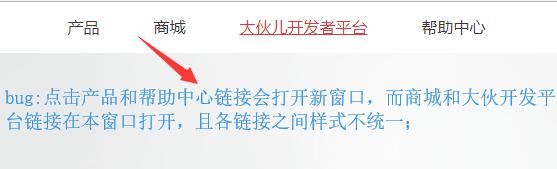 产品 商城 大伙儿开发者平台 帮助中心
bug:点击产品和帮助中心链接会打开新窗口，而商城和大伙开发平
台链接在本窗口打开，且各链接之间样式不统一；